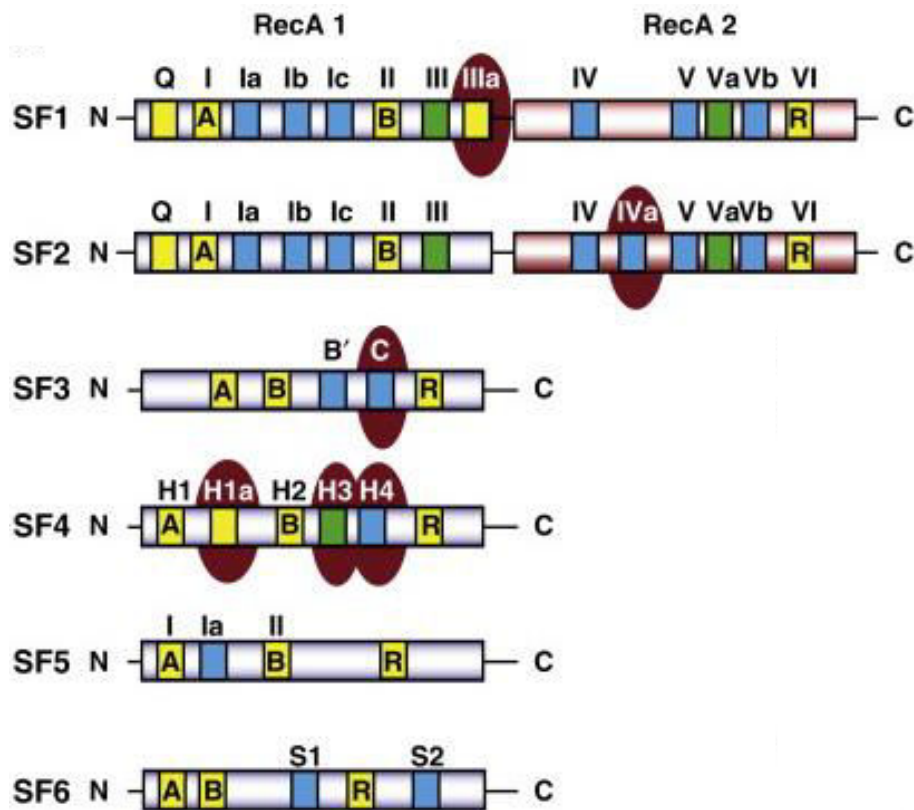 RecA 1 RecA 2
Q I Ia Ib Ic II III IIIa IV V Va Vb VI
SF1 N A B R C
Q I Ia Ib Ic II III IV IVa V Va Vb VI
SF2 N A B R C
B′ C
SF3 N A B R C
H1 H1a H2 H3 H4
SF4 N A B R C
I Ia II
SF5 N A B R C
S1 S2
SF6 N A B R C